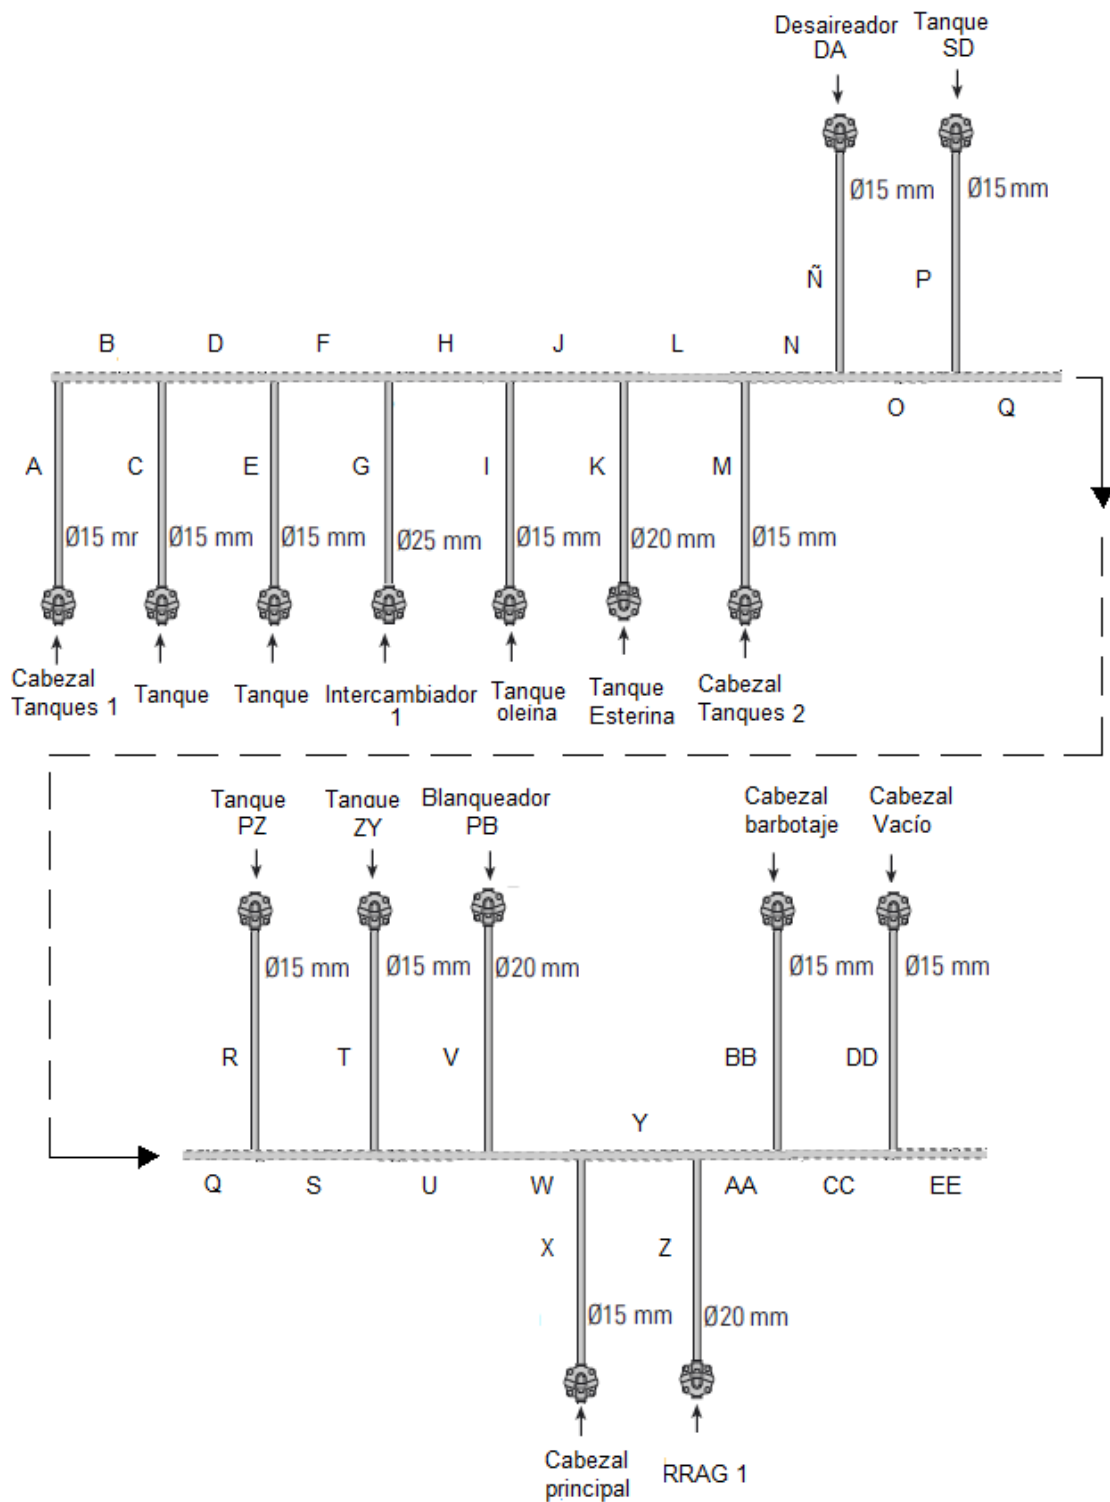 Desaireador
DA
Tanque
SD
Ø15 mm
Ø15 mm
Ñ
P
B
D
F
H
J
L
N
O
Q
A
C
E
G
I
K
M
Ø15 mr
Ø15 mm
Ø15 mm
Ø25 mm
Ø15 mm
Ø20 mm
Ø15 mm
Cabezal
Tanques 1
Tanque
Tanque
Intercambiador
1
Tanque
oleina
Tanque
Esterina
Cabezal
Tanques 2
Tanque
PZ
Tanque
ZY
Blanqueador
PB
Cabezal
barbotaje
Cabezal
Vacío
Ø15 mm
Ø15 mm
Ø20 mm
Ø15 mm
Ø15 mm
R
T
V
BB
DD
Y
Q
S
U
W
AA
CC
EE
X
Z
Ø15 mm
Ø20 mm
Cabezal
principal
RRAG 1